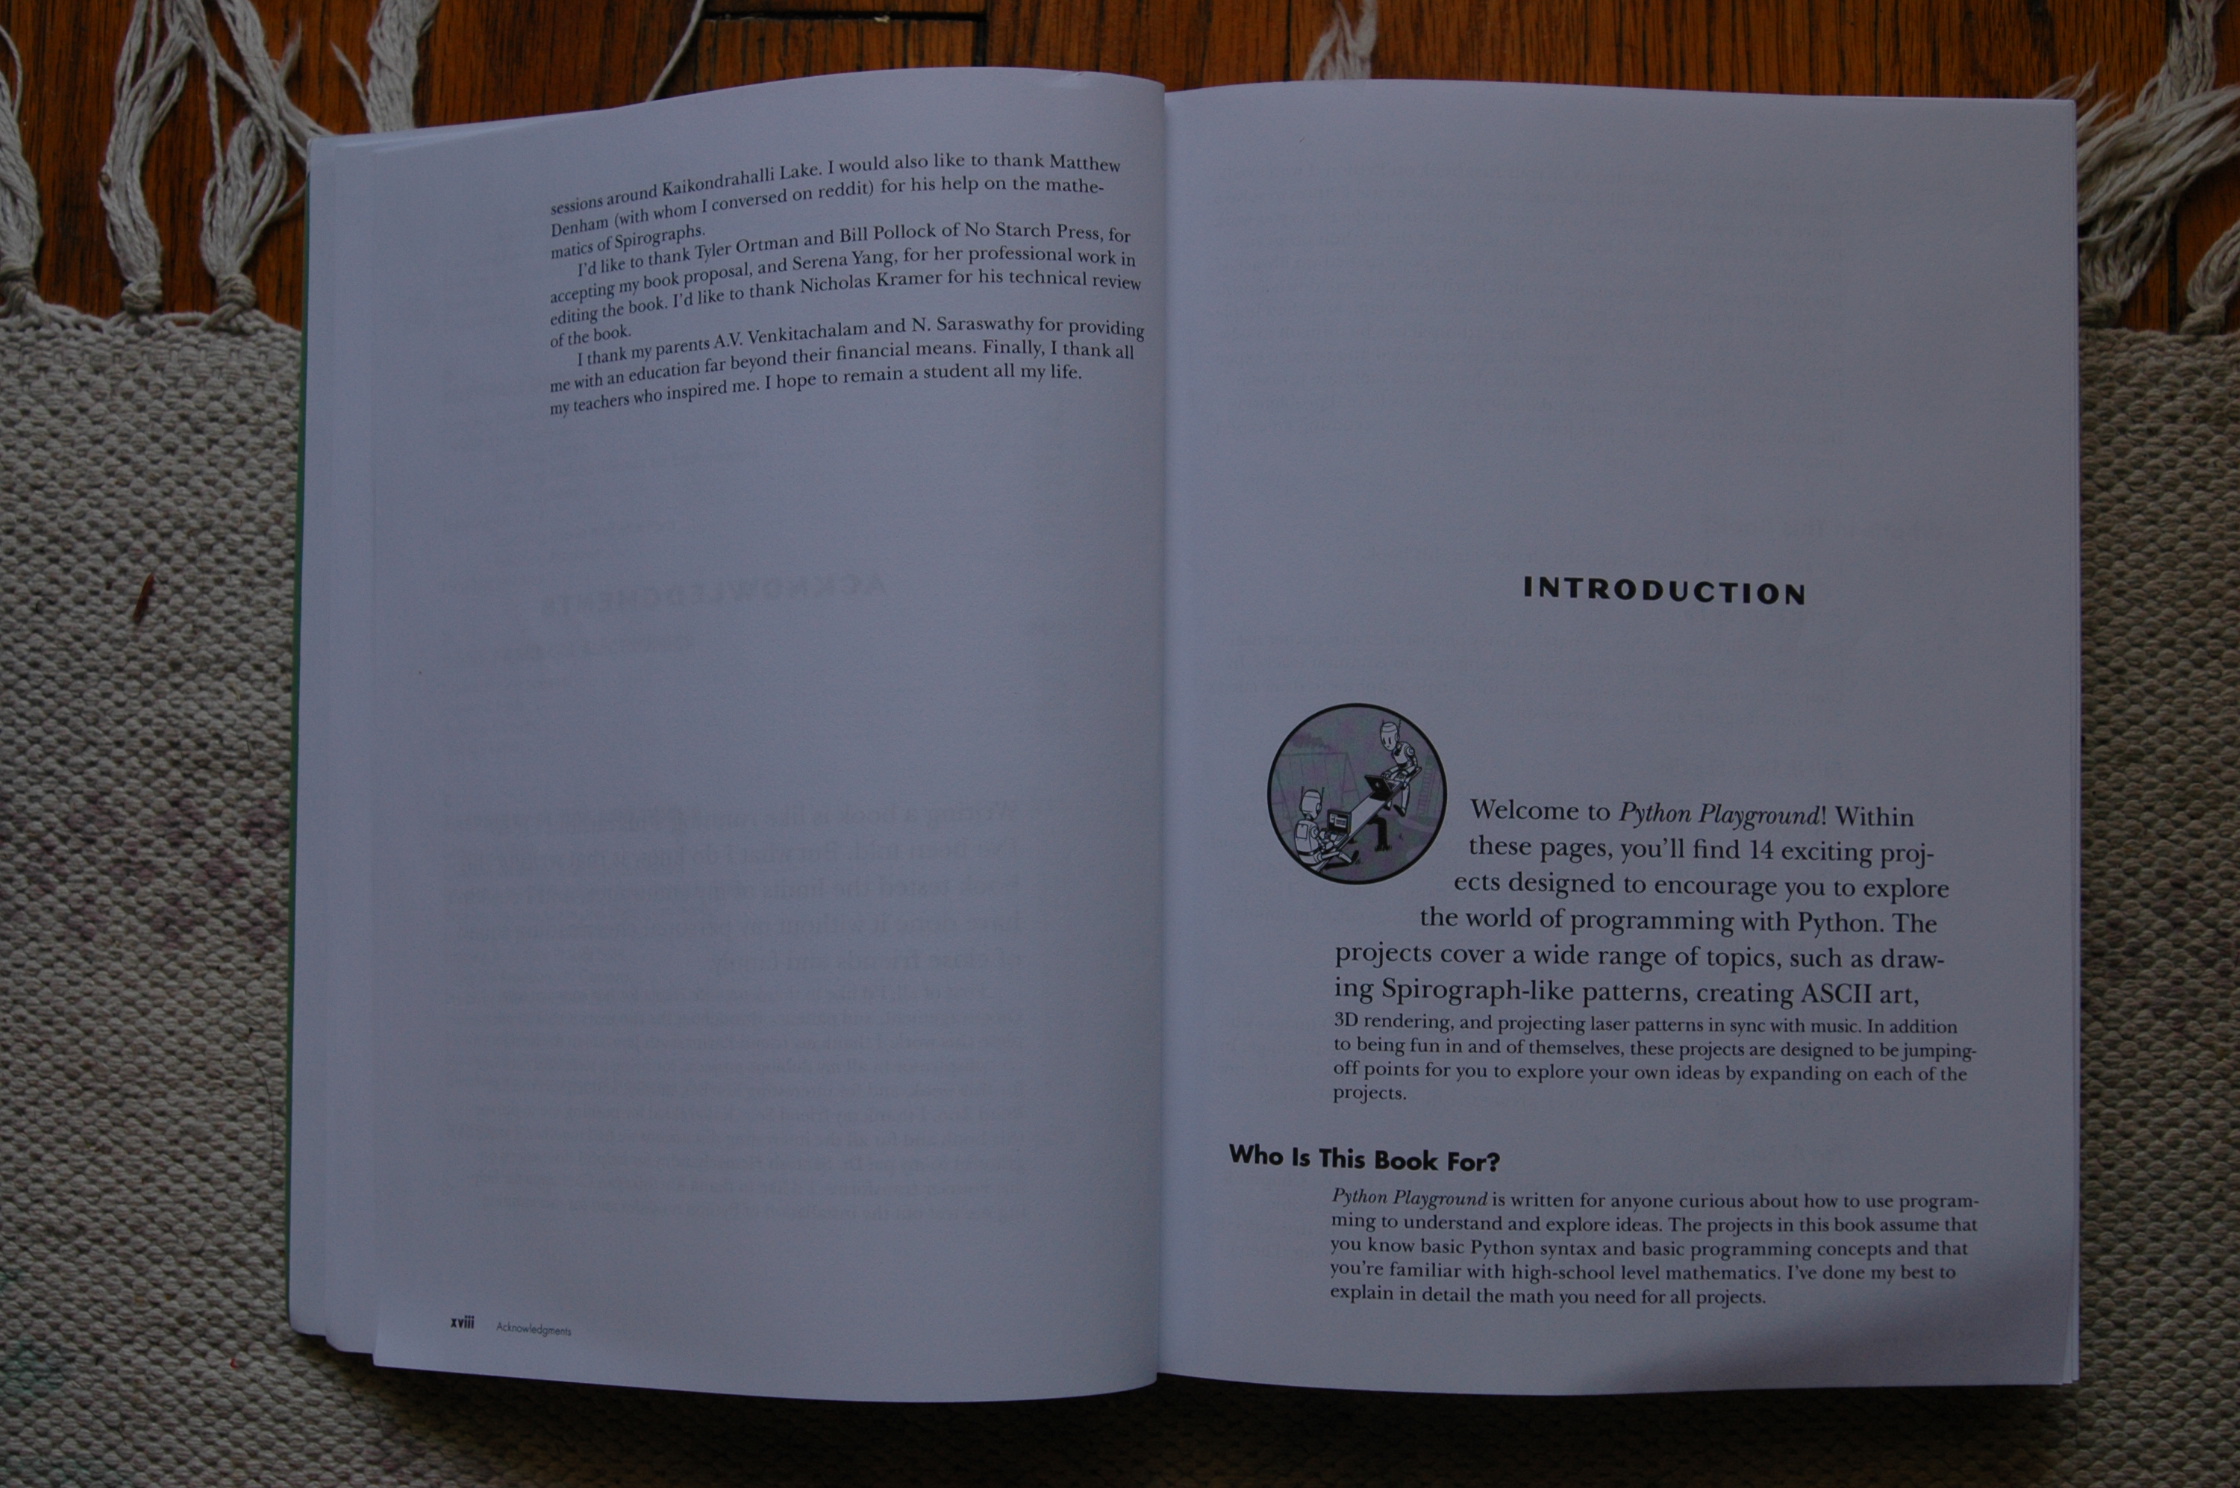 sessions around Kaikondrahalli Lake. I would also like to thank Matthew
Denham (with whom I conversed on reddit) for his help on the mathe-
matics of Spirographs.
I'd like to thank Tyler Ortman and Bill Pollock of No Starch Press, for
accepting my book proposal, and Serena Yang, for her professional work in
editing the book. I'd like to thank Nicholas Kramer for his technical review
of the book.
I thank my parents A.V. Venkitachalam and N. Saraswathy for providing
me with an education far beyond their financial means. Finally, I thank all
my teachers who inspired me. I hope to remain a student all my life.
xviii Acknowledgments
INTRODUCTION
Welcome to Python Playground! Within
these pages, you'll find 14 exciting proj-
ects designed to encourage you to explore
the world of programming with Python. The
projects cover a wide range of topics, such as draw-
ing Spirograph-like patterns, creating ASCII art,
3D rendering, and projecting laser patterns in sync with music. In addition
to being fun in and of themselves, these projects are designed to be jumping-
off points for you to explore your own ideas by expanding on each of the
projects.
Who Is This Book For?
Python Playground is written for anyone curious about how to use program-
ming to understand and explore ideas. The projects in this book assume that
you know basic Python syntax and basic programming concepts and that
you're familiar with high-school level mathematics. I've done my best to
explain in detail the math you need for all projects.